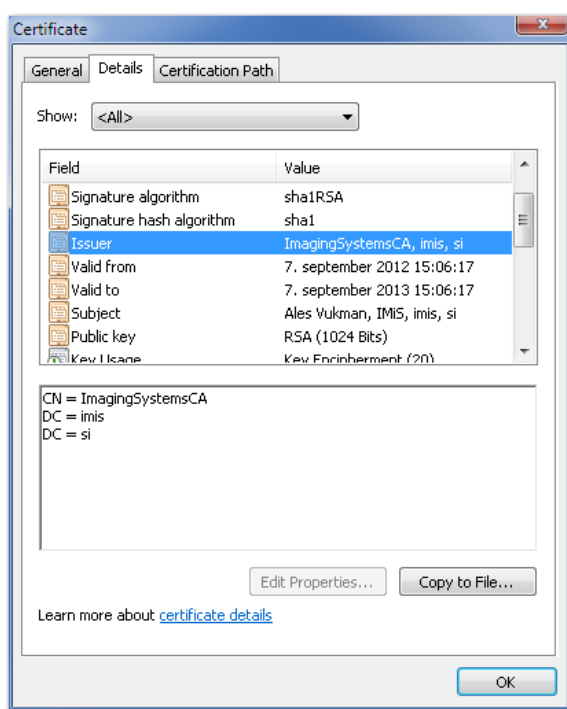 Certificate
General Details Certification Path
Show: <All>
Field Value
Signature algorithm sha1RSA
Signature hash algorithm sha1
Issuer ImagingSystemsCA, imis, si
Valid from 7. september 2012 15:06:17
Valid to 7. september 2013 15:06:17
Subject Ales Vukman, IMiS, imis, si
Public key RSA (1024 Bits)
Key Usage Key Encipherment (20)
CN = ImagingSystemsCA
DC = imis
DC = si
Edit Properties... Copy to File...
Learn more about certificate details
OK